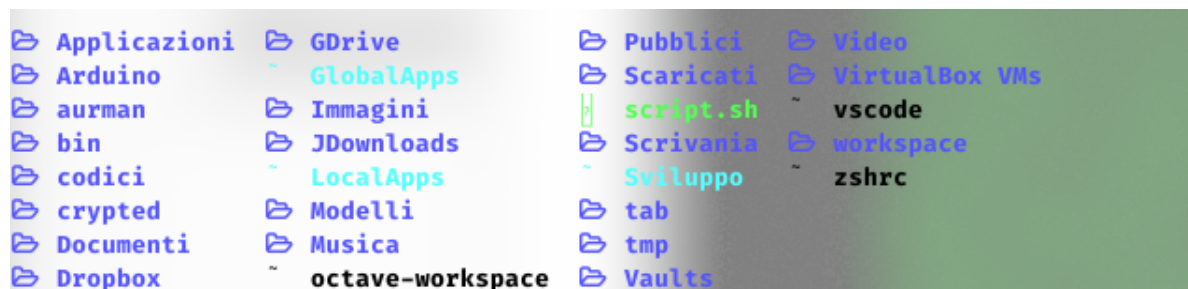 Applicazioni GDrive Pubblici Video
Arduino ~ GlobalApps Scaricati VirtualBox VMs
aurman Immagini script.sh ~ vscode
bin JDownloads Scrivania workspace
codici ~ LocalApps ~ Sviluppo ~ zshrc
crypted Modelli tab
Documenti Musica tmp
Dropbox ~ octave-workspace Vaults